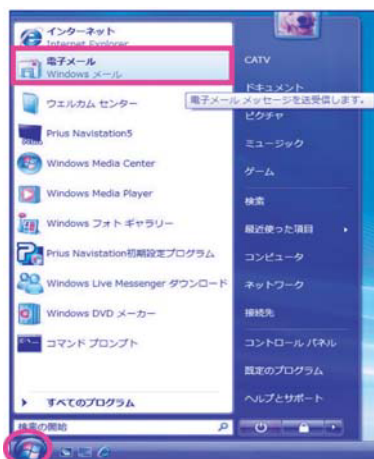 インターネット
Internet Explorer
電子メール
Windows メール
ウェルカム センター
Prius Navistation5
Windows Media Center
Windows Media Player
Windows フォト ギャラリー
Prius Navistation初期設定プログラム
Windows Live Messenger ダウンロード
Windows DVD メーカー
コマンド プロンプト
すべてのプログラム
検索の開始
CATV
ドキュメント
電子メール メッセージを送受信します。
ピクチャ
ミュージック
ゲーム
検索
最近使った項目
コンピュータ
ネットワーク
接続先
コントロール パネル
既定のプログラム
ヘルプとサポート